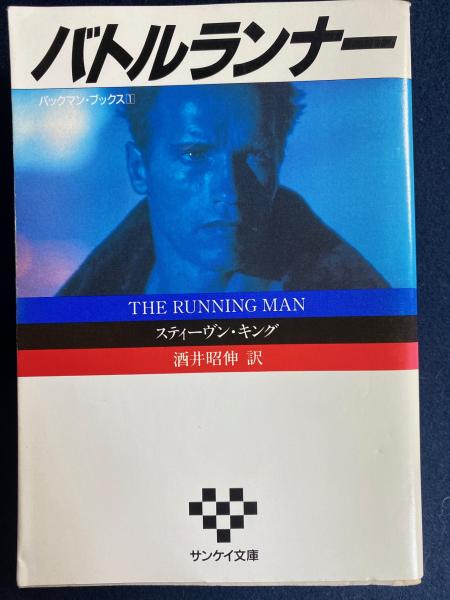 バトルランナー
バックマン・ブックス1
THE RUNNING MAN
スティーヴン・キング
酒井昭伸 訳
サンケイ文庫